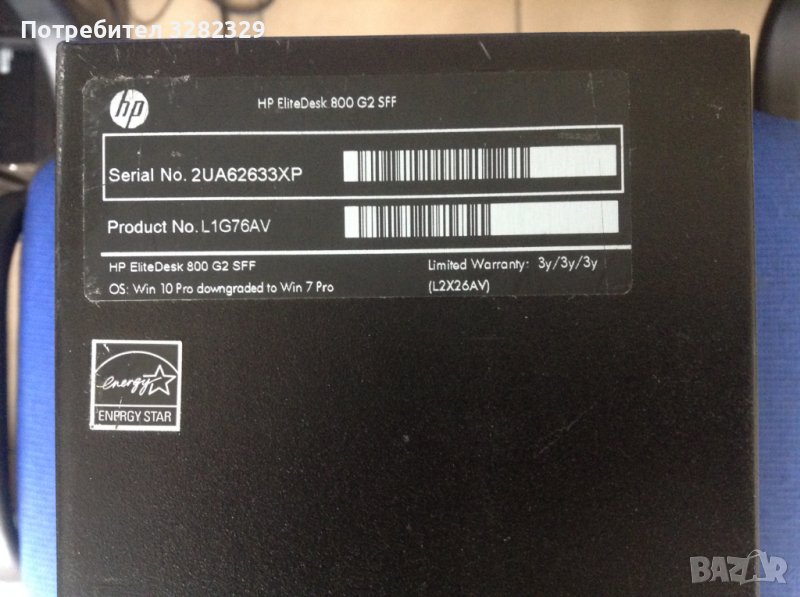 Потребител 3282329
hp
HP EliteDesk 800 G2 SFF
Serial No. 2UA62633XP
Product No. L1G76AV
HP EliteDesk 800 G2 SFF
Limited Warranty: 3y/3y/3y
OS: Win 10 Pro downgraded to Win 7 Pro
(L2X26AV)
energy
ENERGY STAR
BAZAR